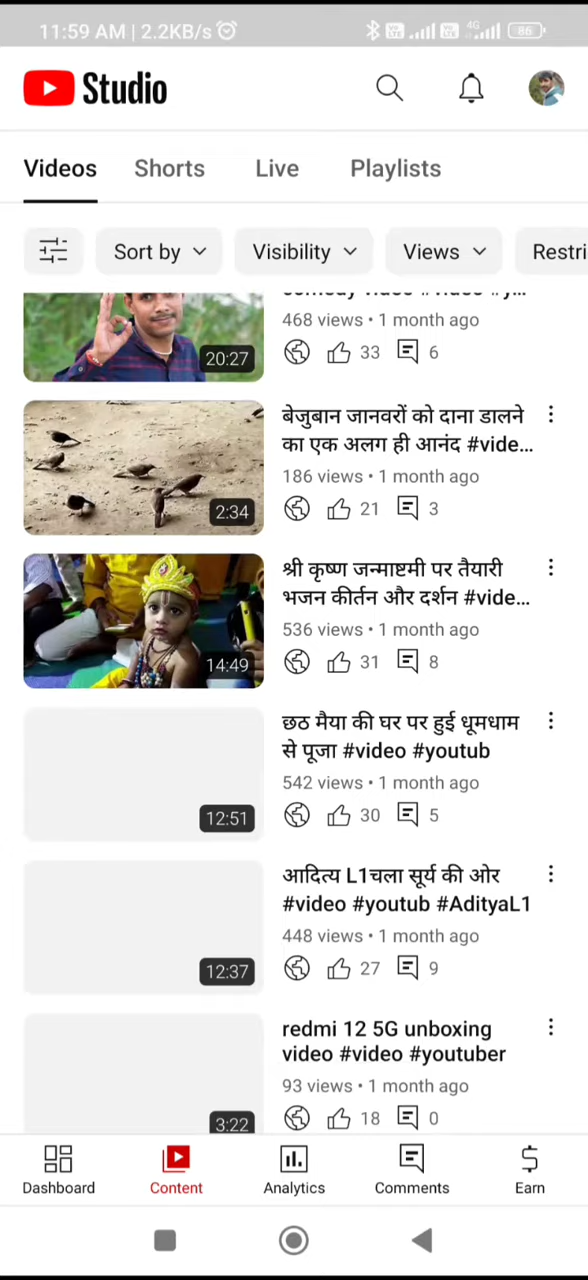 11:59 AM | 2.2KB/s
4G
86
Studio
Videos Shorts Live Playlists
Sort by Visibility Views Restri
20:27
468 views • 1 month ago
33 6
बेजुबान जानवरों को दाना डालने
का एक अलग ही आनंद #vide...
2:34
186 views • 1 month ago
21 3
श्री कृष्ण जन्माष्टमी पर तैयारी
भजन कीर्तन और दर्शन #vide...
14:49
536 views • 1 month ago
31 8
छठ मैया की घर पर हुई धूमधाम
से पूजा #video #youtub
12:51
542 views • 1 month ago
30 5
आदित्य L1चला सूर्य की ओर
#video #youtub #AdityaL1
12:37
448 views • 1 month ago
27 9
redmi 12 5G unboxing
video #video #youtuber
3:22
93 views • 1 month ago
18 0
Dashboard Content Analytics Comments Earn